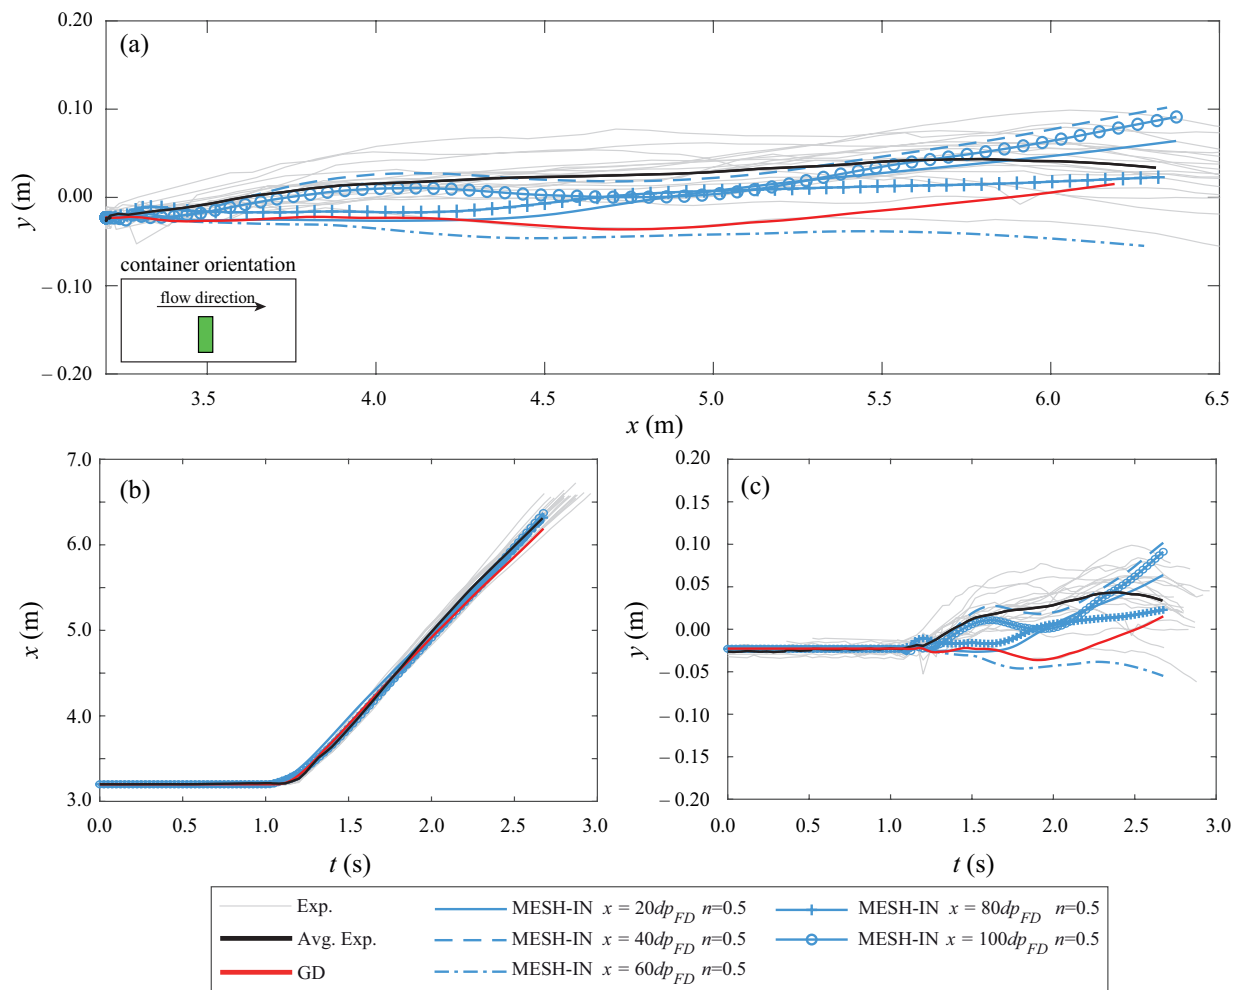 0.20
(a)
0.10
y (m)
0.00
container orientation
flow direction
– 0.10
– 0.20
3.5 4.0 4.5 5.0 5.5 6.0 6.5
x (m)
7.0
(b)
6.0
x (m)
5.0
4.0
3.0
0.0 0.5 1.0 1.5 2.0 2.5 3.0
t (s)
0.20
(c)
0.15
0.10
0.05
y (m)
0.00
– 0.05
– 0.10
– 0.15
– 0.20
0.0 0.5 1.0 1.5 2.0 2.5 3.0
t (s)
Exp.
Avg. Exp.
GD
MESH-IN x = 20dp_FD n=0.5
MESH-IN x = 40dp_FD n=0.5
MESH-IN x = 60dp_FD n=0.5
MESH-IN x = 80dp_FD n=0.5
MESH-IN x = 100dp_FD n=0.5